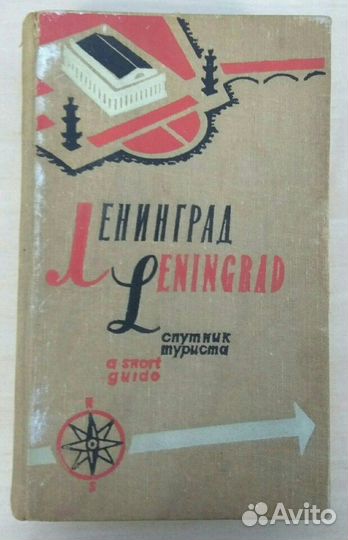 ЛЕНИНГРАД
LENINGRAD
спутник
туриста
a short
guide
N
S
Avito